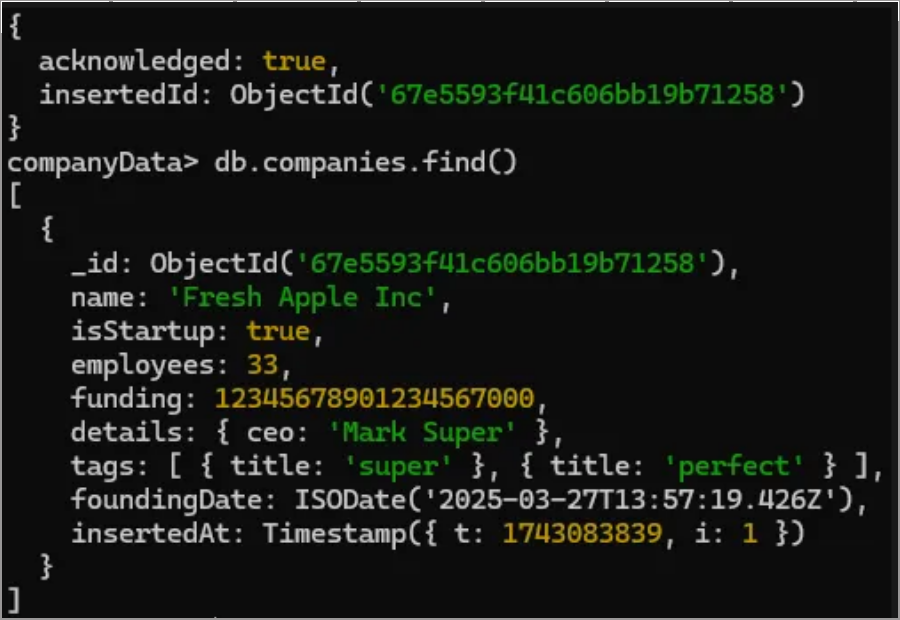 {
  acknowledged: true,
  insertedId: ObjectId('67e5593f41c606bb19b71258')
}
companyData> db.companies.find()
[
  {
    _id: ObjectId('67e5593f41c606bb19b71258'),
    name: 'Fresh Apple Inc',
    isStartup: true,
    employees: 33,
    funding: 12345678901234567000,
    details: { ceo: 'Mark Super' },
    tags: [ { title: 'super' }, { title: 'perfect' } ],
    foundingDate: ISODate('2025-03-27T13:57:19.426Z'),
    insertedAt: Timestamp({ t: 1743083839, i: 1 })
  }
]